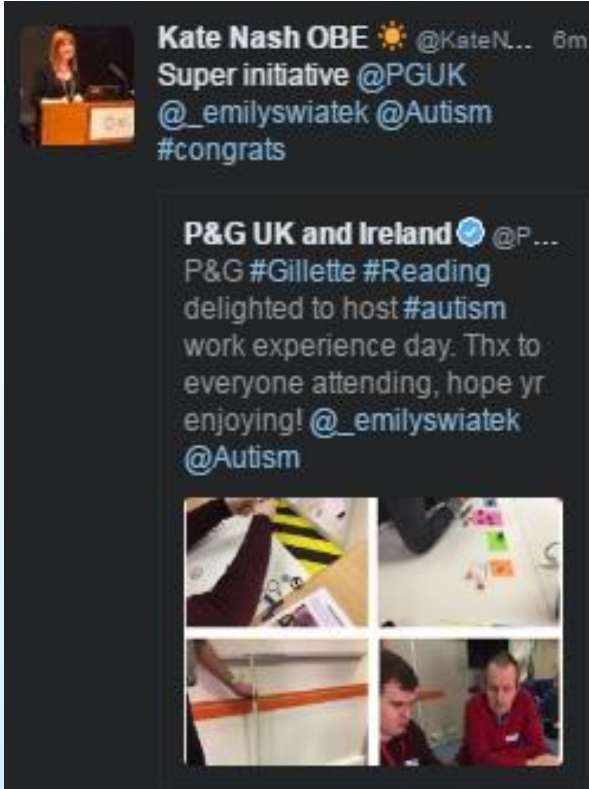 Kate Nash OBE ☀ @KateN... 6m
Super initiative @PGUK
@_emilyswiatek @Autism
#congrats
P&G UK and Ireland @P...
P&G #Gillette #Reading
delighted to host #autism
work experience day. Thx to
everyone attending, hope yr
enjoying! @_emilyswiatek
@Autism